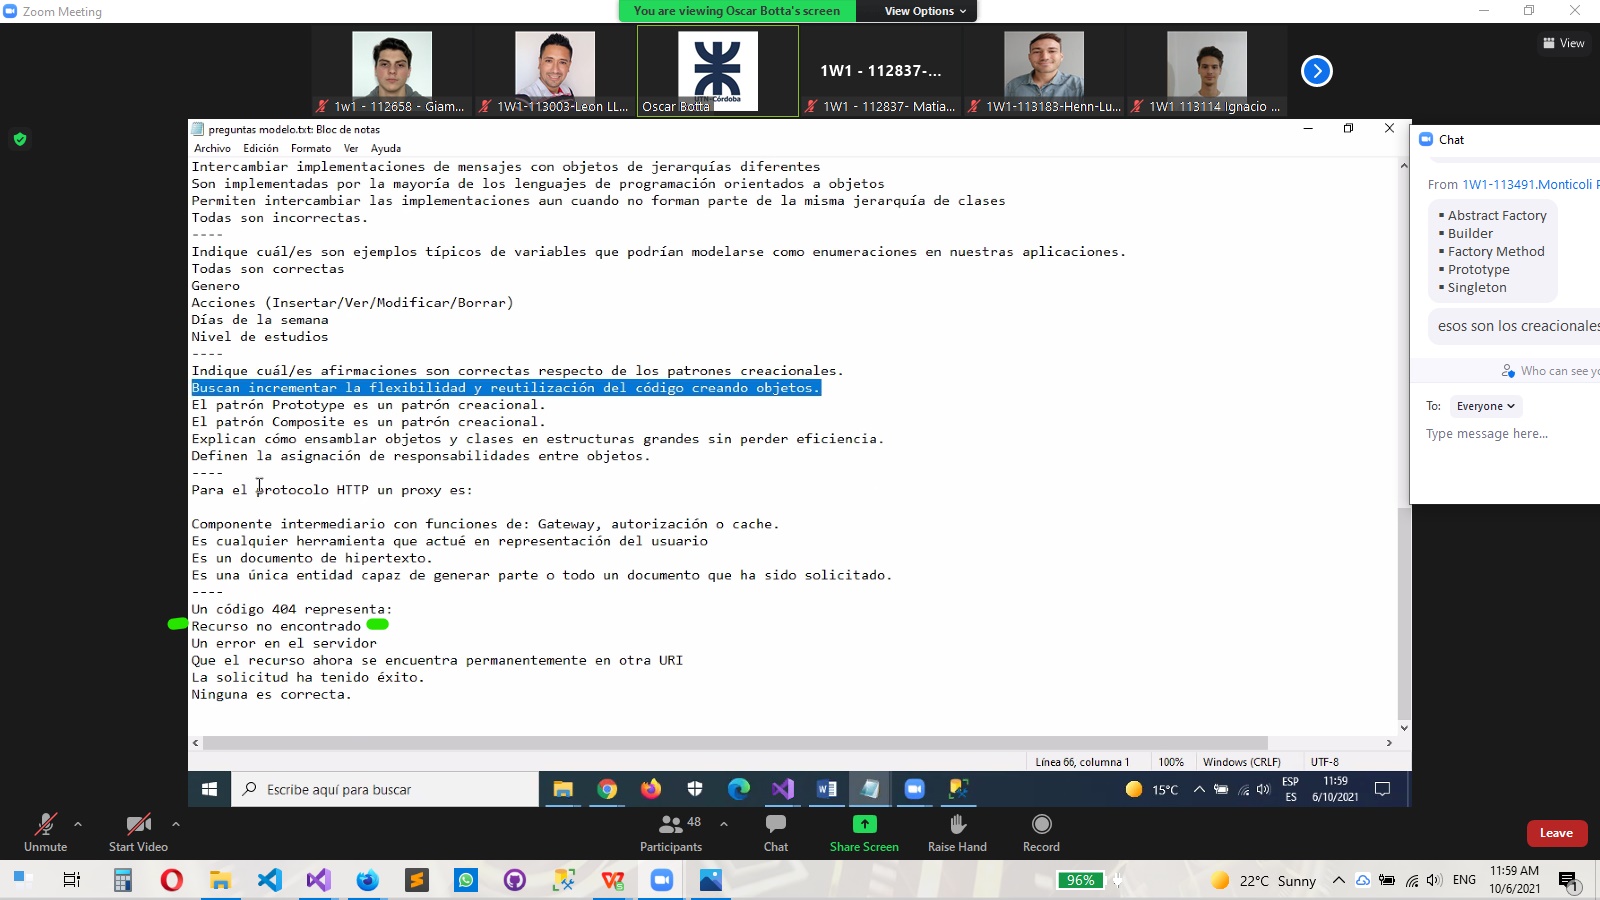 Zoom Meeting
You are viewing Oscar Botta's screen
View Options
View
1w1 - 112658 - Giam...
1W1-113003-Leon LL...
UTN-Córdoba
Oscar Botta
1W1 - 112837-...
1W1 - 112837- Matia...
1W1-113183-Henn-Lu...
1W1 113114 Ignacio ...
preguntas modelo.txt: Bloc de notas
Archivo Edición Formato Ver Ayuda
Intercambiar implementaciones de mensajes con objetos de jerarquías diferentes
Son implementadas por la mayoría de los lenguajes de programación orientados a objetos
Permiten intercambiar las implementaciones aun cuando no forman parte de la misma jerarquía de clases
Todas son incorrectas.
----
Indique cuál/es son ejemplos típicos de variables que podrían modelarse como enumeraciones en nuestras aplicaciones.
Todas son correctas
Genero
Acciones (Insertar/Ver/Modificar/Borrar)
Días de la semana
Nivel de estudios
----
Indique cuál/es afirmaciones son correctas respecto de los patrones creacionales.
Buscan incrementar la flexibilidad y reutilización del código creando objetos.
El patrón Prototype es un patrón creacional.
El patrón Composite es un patrón creacional.
Explican cómo ensamblar objetos y clases en estructuras grandes sin perder eficiencia.
Definen la asignación de responsabilidades entre objetos.
----
Para el protocolo HTTP un proxy es:
Componente intermediario con funciones de: Gateway, autorización o cache.
Es cualquier herramienta que actué en representación del usuario
Es un documento de hipertexto.
Es una única entidad capaz de generar parte o todo un documento que ha sido solicitado.
----
Un código 404 representa:
Recurso no encontrado
Un error en el servidor
Que el recurso ahora se encuentra permanentemente en otra URI
La solicitud ha tenido éxito.
Ninguna es correcta.
Línea 66, columna 1 100% Windows (CRLF) UTF-8
Chat
From 1W1-113491.Monticoli
▪ Abstract Factory
▪ Builder
▪ Factory Method
▪ Prototype
▪ Singleton
esos son los creacionales
Who can see yo
To: Everyone
Type message here...
Escribe aquí para buscar
15°C
ESP
ES
11:59
6/10/2021
Unmute
Start Video
48
Participants
Chat
Share Screen
Raise Hand
Record
Leave
96%
22°C Sunny
ENG
11:59 AM
10/6/2021
1